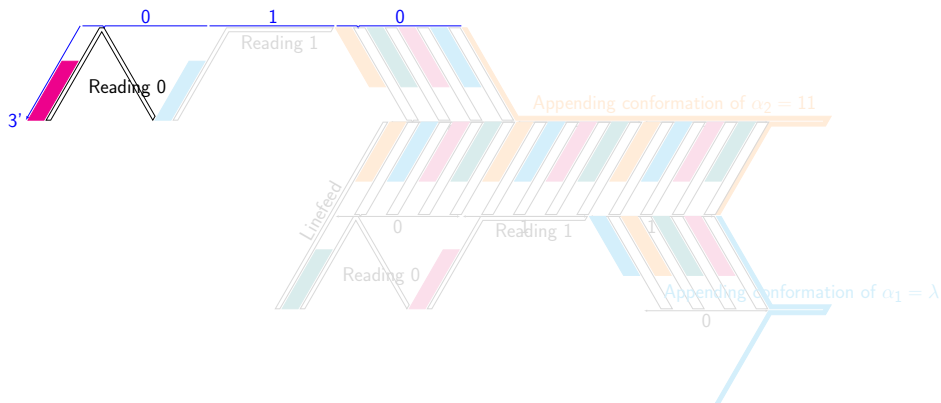 0 1 0
Reading 1
Reading 0
3'
Appending conformation of α₂ = 11
Linefeed
0 1 1
Reading 1
Reading 0
Appending conformation of α₁ = λ
0